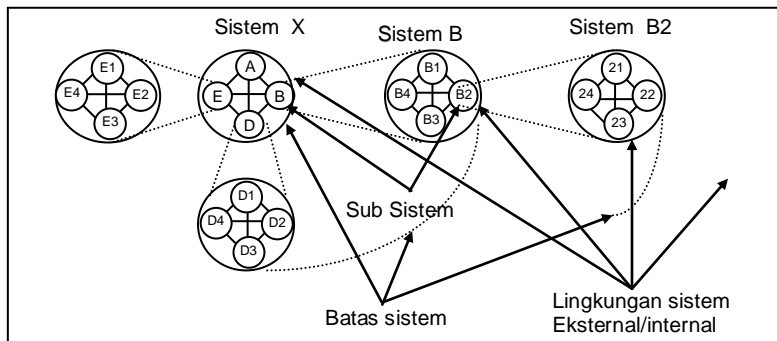 Sistem X
Sistem B
Sistem B2
E1
E4
E2
E3
A
E
B
D
B1
B4
B2
B3
21
24
22
23
D1
D4
D2
D3
Sub Sistem
Batas sistem
Lingkungan sistem
Eksternal/internal